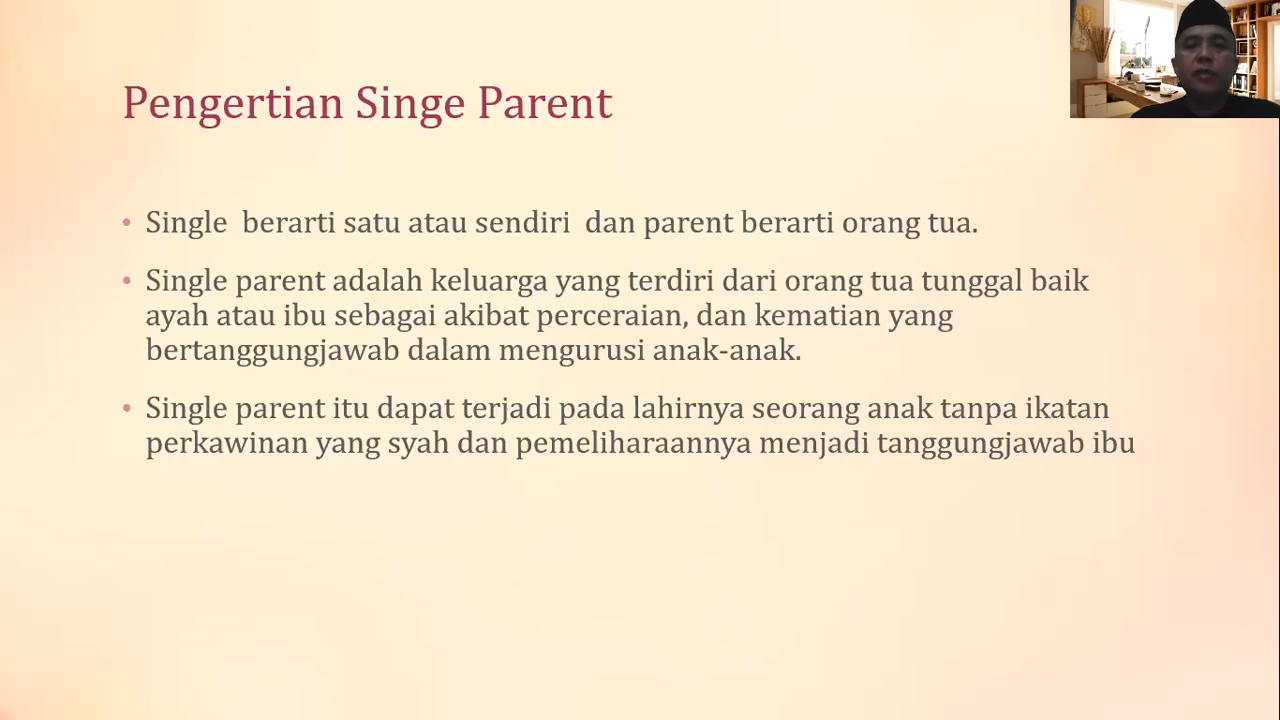 Pengertian Singe Parent
• Single  berarti satu atau sendiri  dan parent berarti orang tua.
• Single parent adalah keluarga yang terdiri dari orang tua tunggal baik
ayah atau ibu sebagai akibat perceraian, dan kematian yang
bertanggungjawab dalam mengurusi anak-anak.
• Single parent itu dapat terjadi pada lahirnya seorang anak tanpa ikatan
perkawinan yang syah dan pemeliharaannya menjadi tanggungjawab ibu